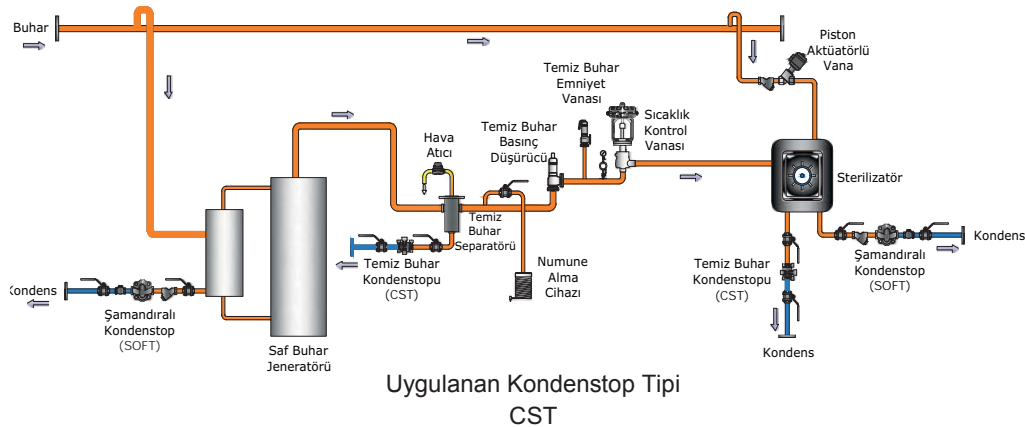 Buhar
Piston
Aktüatörlü
Vana
Temiz Buhar
Emniyet
Vanası
Sıcaklık
Kontrol
Vanası
Temiz Buhar
Basınç
Düşürücü
Hava
Atıcı
Sterilizatör
Temiz
Buhar
Separatörü
Temiz Buhar
Kondenstopu
(CST)
Numune
Alma
Cihazı
Temiz Buhar
Kondenstopu
(CST)
Şamandıralı
Kondenstop
(SOFT)
Kondens
Kondens
Şamandıralı
Kondenstop
(SOFT)
Saf Buhar
Jeneratörü
Kondens
Uygulanan Kondenstop Tipi
CST